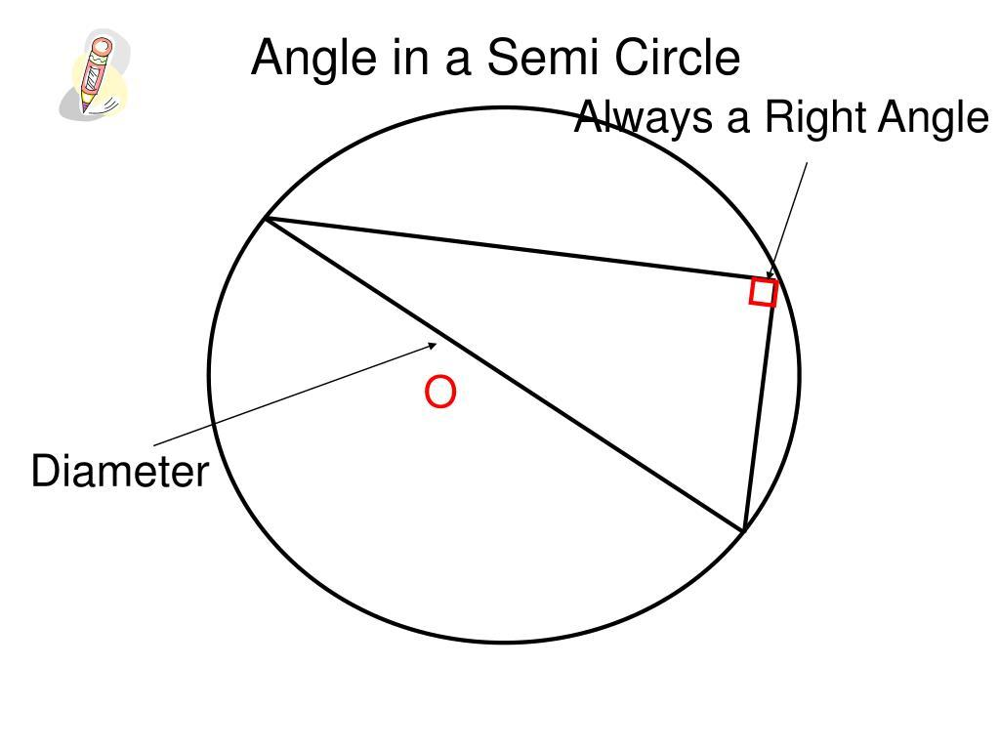 Angle in a Semi Circle
Always a Right Angle
O
Diameter